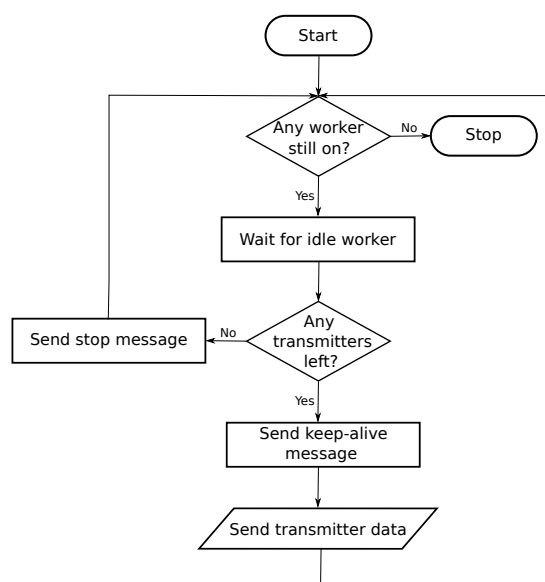 Start
Any worker
still on?
No
Stop
Yes
Wait for idle worker
Any
transmitters
left?
No
Send stop message
Yes
Send keep-alive
message
Send transmitter data